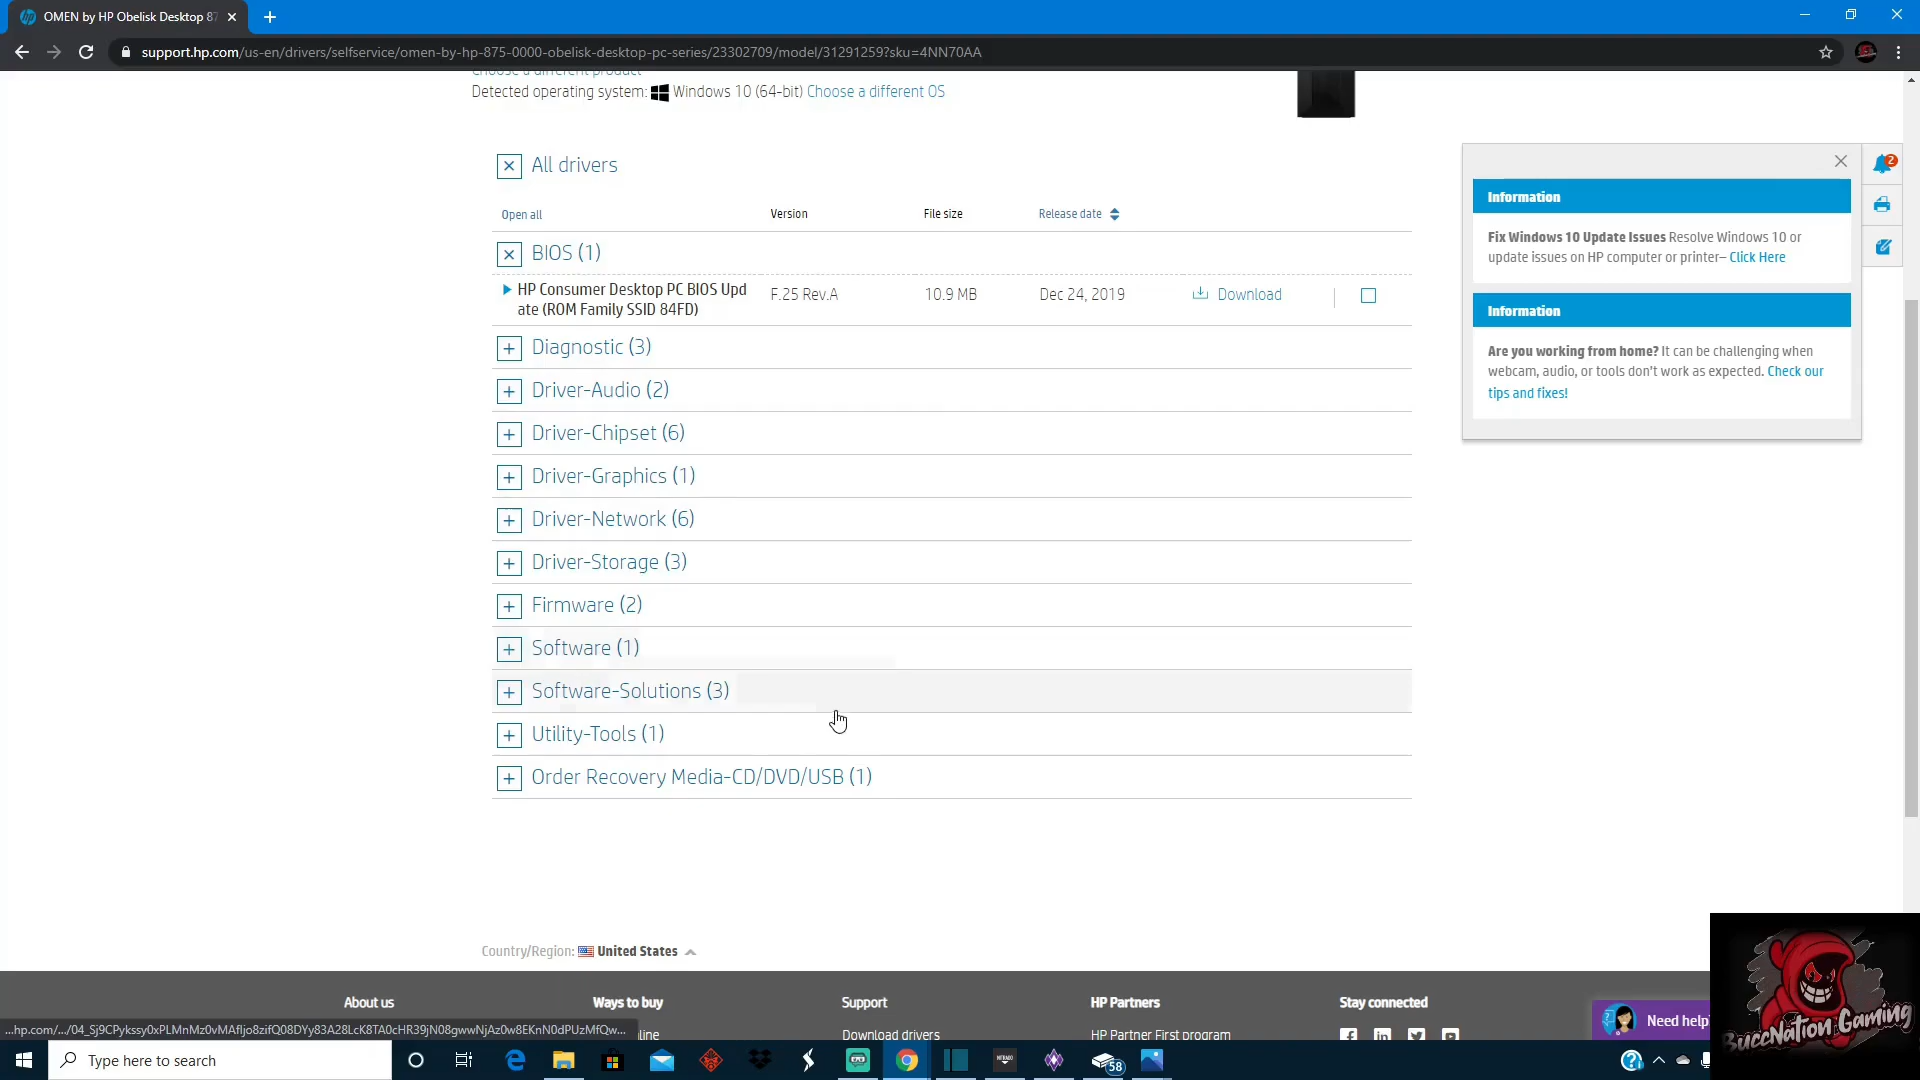 OMEN by HP Obelisk Desktop 87
support.hp.com/us-en/drivers/selfservice/omen-by-hp-875-0000-obelisk-desktop-pc-series/23302709/model/31291259?sku=4NN70AA
Choose a different product
Detected operating system: Windows 10 (64-bit) Choose a different OS
All drivers
Open all Version File size Release date
BIOS (1)
HP Consumer Desktop PC BIOS Upd
ate (ROM Family SSID 84FD)
F.25 Rev.A 10.9 MB Dec 24, 2019 Download
Diagnostic (3)
Driver-Audio (2)
Driver-Chipset (6)
Driver-Graphics (1)
Driver-Network (6)
Driver-Storage (3)
Firmware (2)
Software (1)
Software-Solutions (3)
Utility-Tools (1)
Order Recovery Media-CD/DVD/USB (1)
2
Information
Fix Windows 10 Update Issues Resolve Windows 10 or
update issues on HP computer or printer– Click Here
Information
Are you working from home? It can be challenging when
webcam, audio, or tools don't work as expected. Check our
tips and fixes!
Country/Region: United States
About us Ways to buy Support HP Partners Stay connected
Download drivers HP Partner First program
Need help
BuccNation Gaming
Type here to search
58